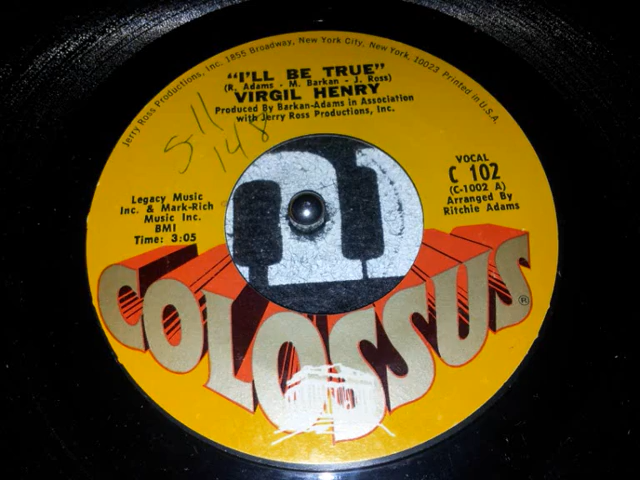 Jerry Ross Productions, Inc. 1855 Broadway, New York City, New York, 10023 Printed in U.S.A.
"I'LL BE TRUE"
(R. Adams - M. Barkan - J. Ross)
VIRGIL HENRY
Produced By Barkan-Adams in Association
with Jerry Ross Productions, Inc.
511
148
VOCAL
C 102
(C-1002 A)
Arranged By
Ritchie Adams
Legacy Music
Inc. & Mark-Rich
Music Inc.
BMI
Time: 3:05
COLOSSUS®